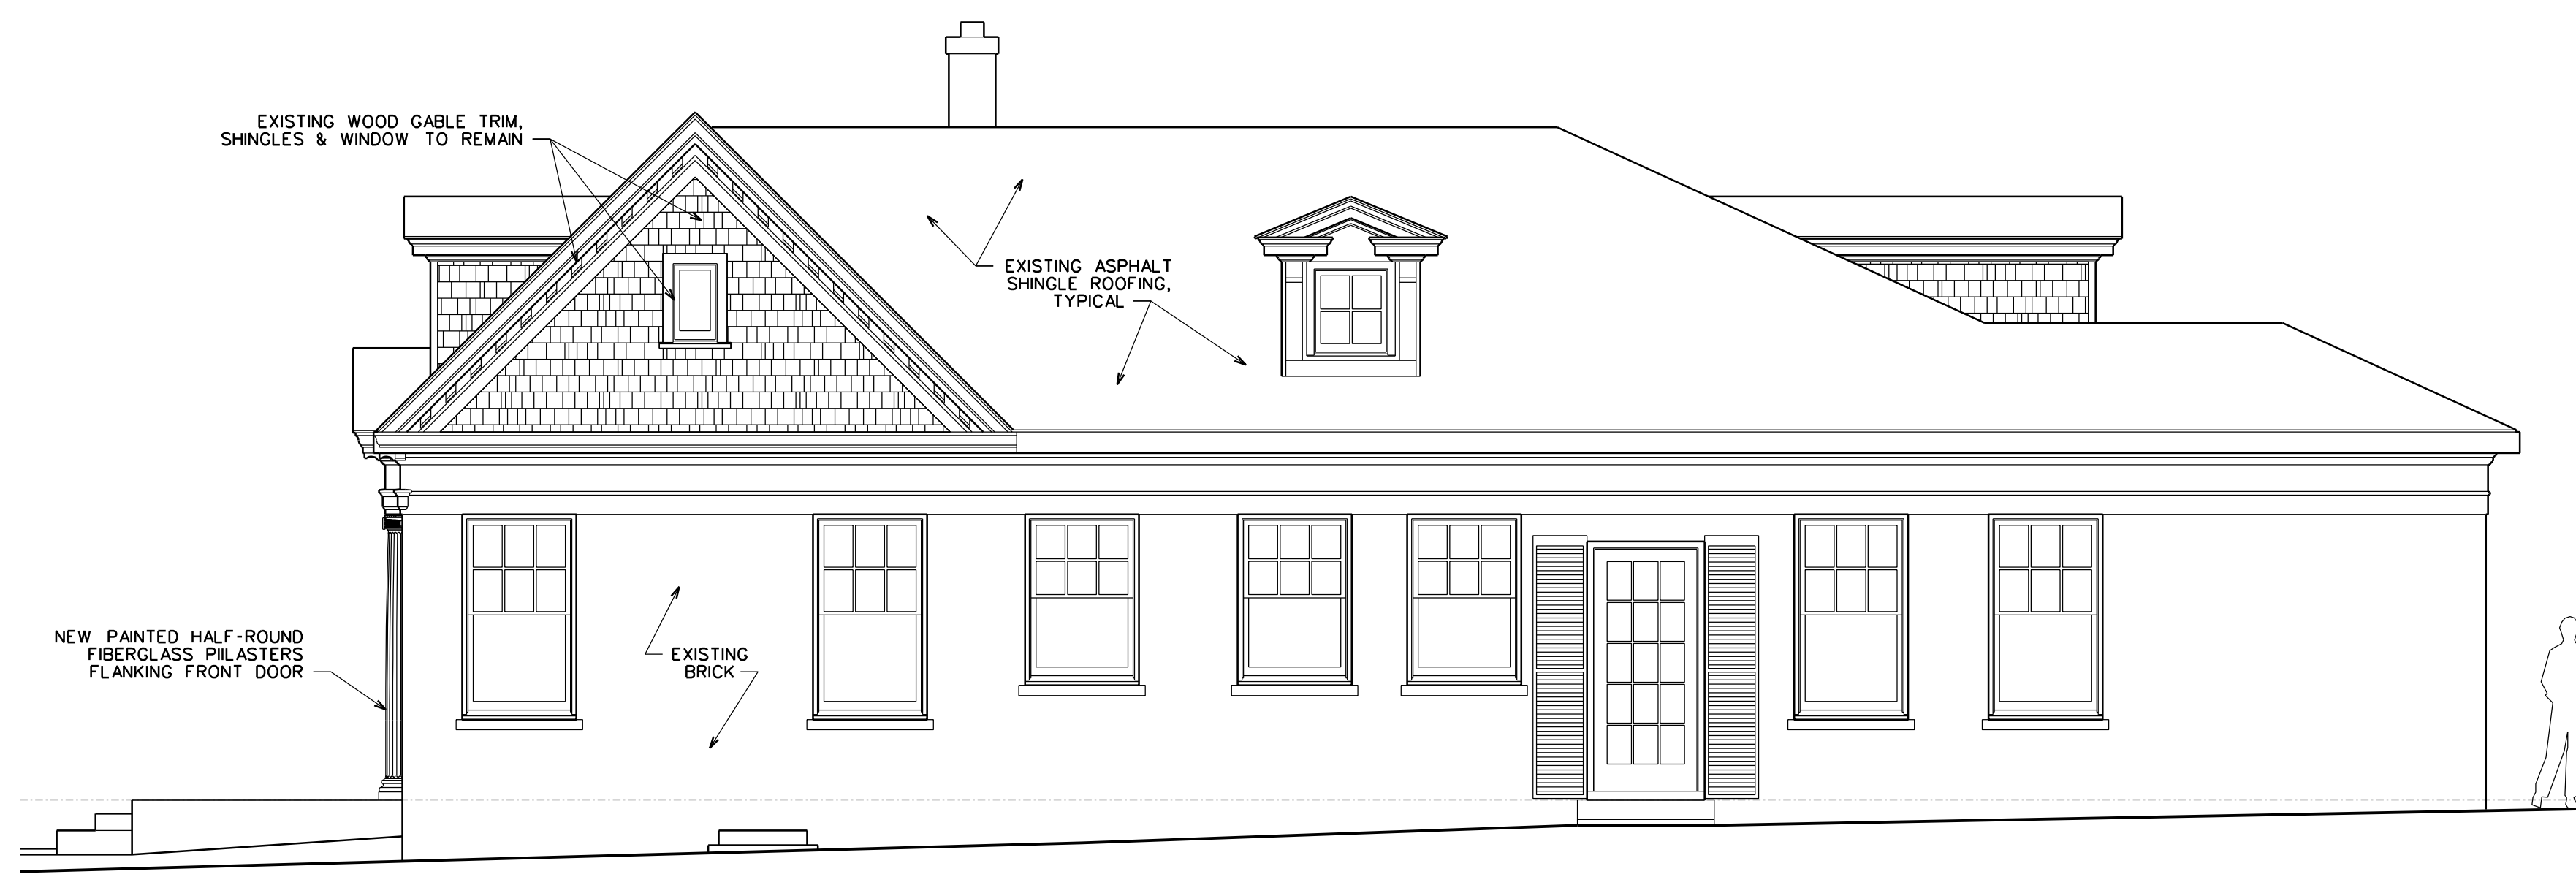 EXISTING WOOD GABLE TRIM,
SHINGLES & WINDOW TO REMAIN
EXISTING ASPHALT
SHINGLE ROOFING,
TYPICAL
NEW PAINTED HALF-ROUND
FIBERGLASS PIILASTERS
FLANKING FRONT DOOR
EXISTING
BRICK